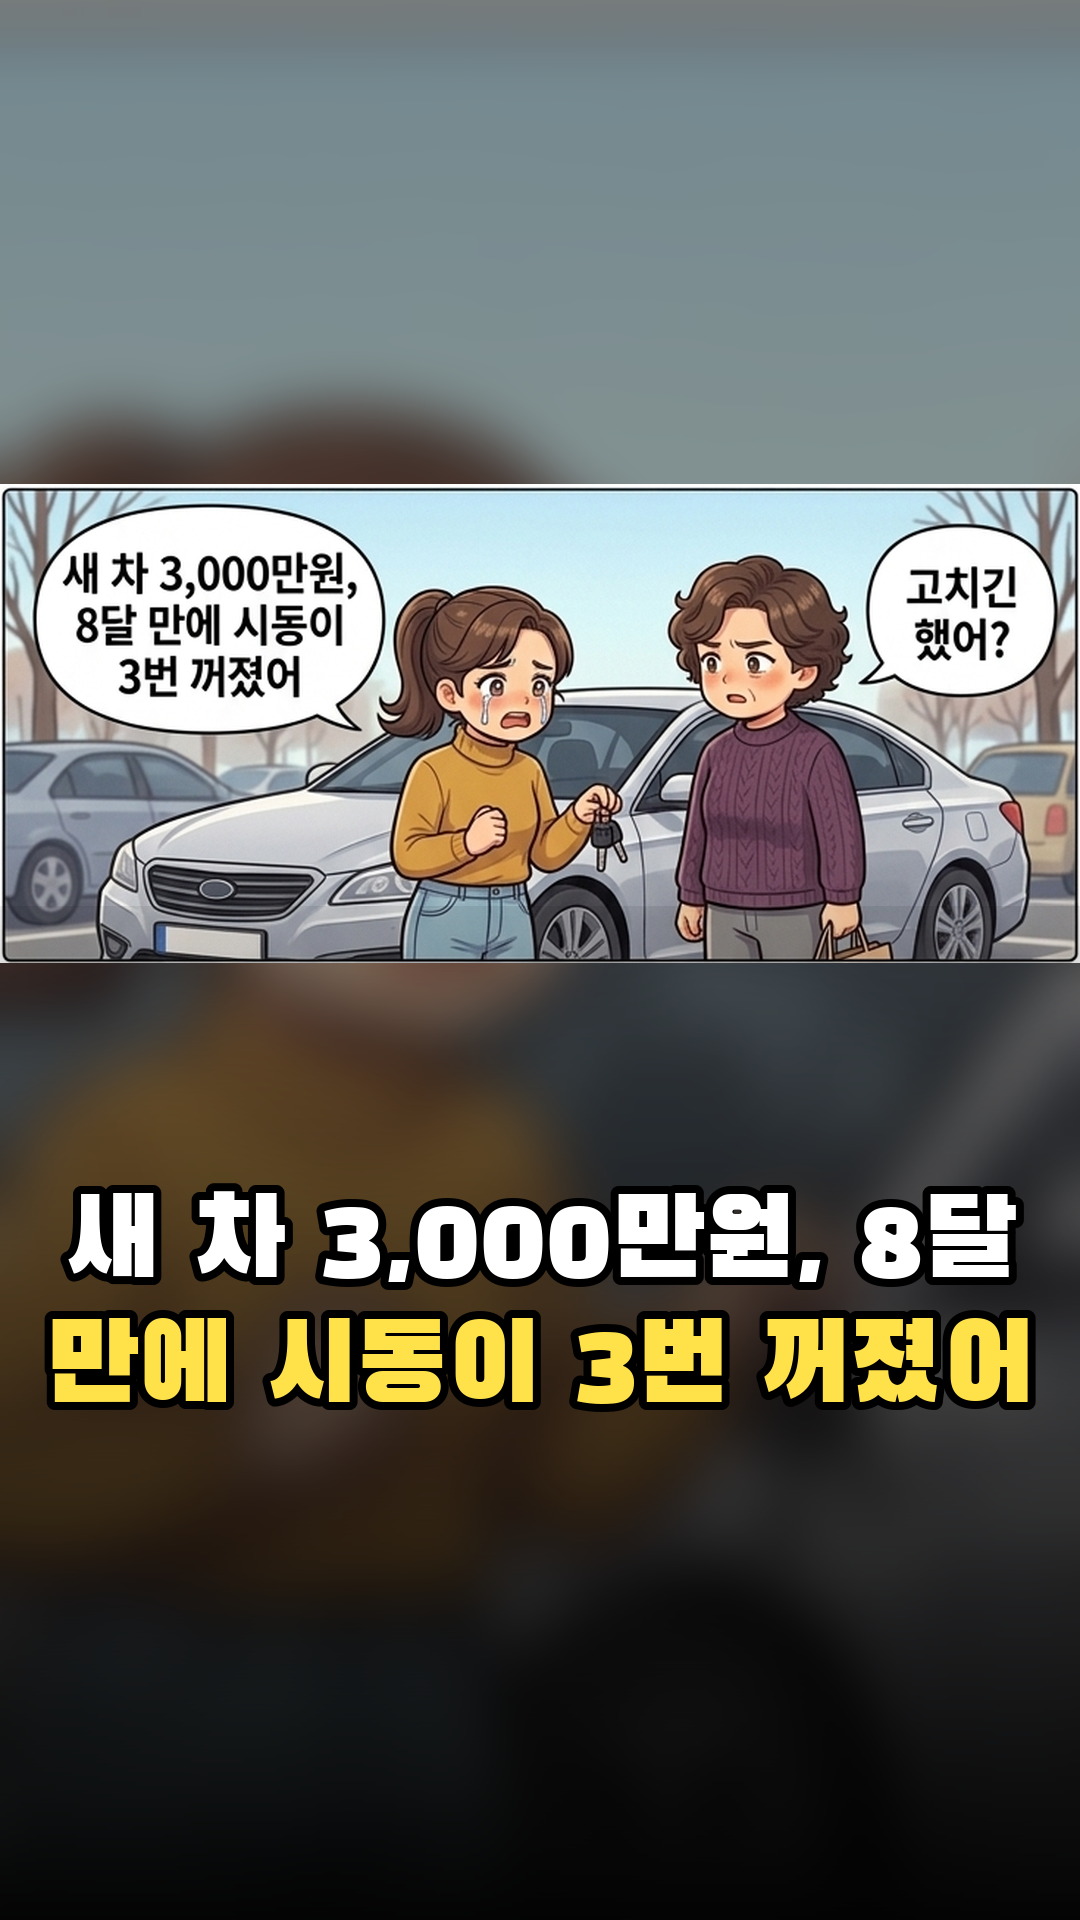 새 차 3,000만원,
8달 만에 시동이
3번 꺼졌어
고치긴
했어?
새 차 3,000만원, 8달
만에 시동이 3번 꺼졌어